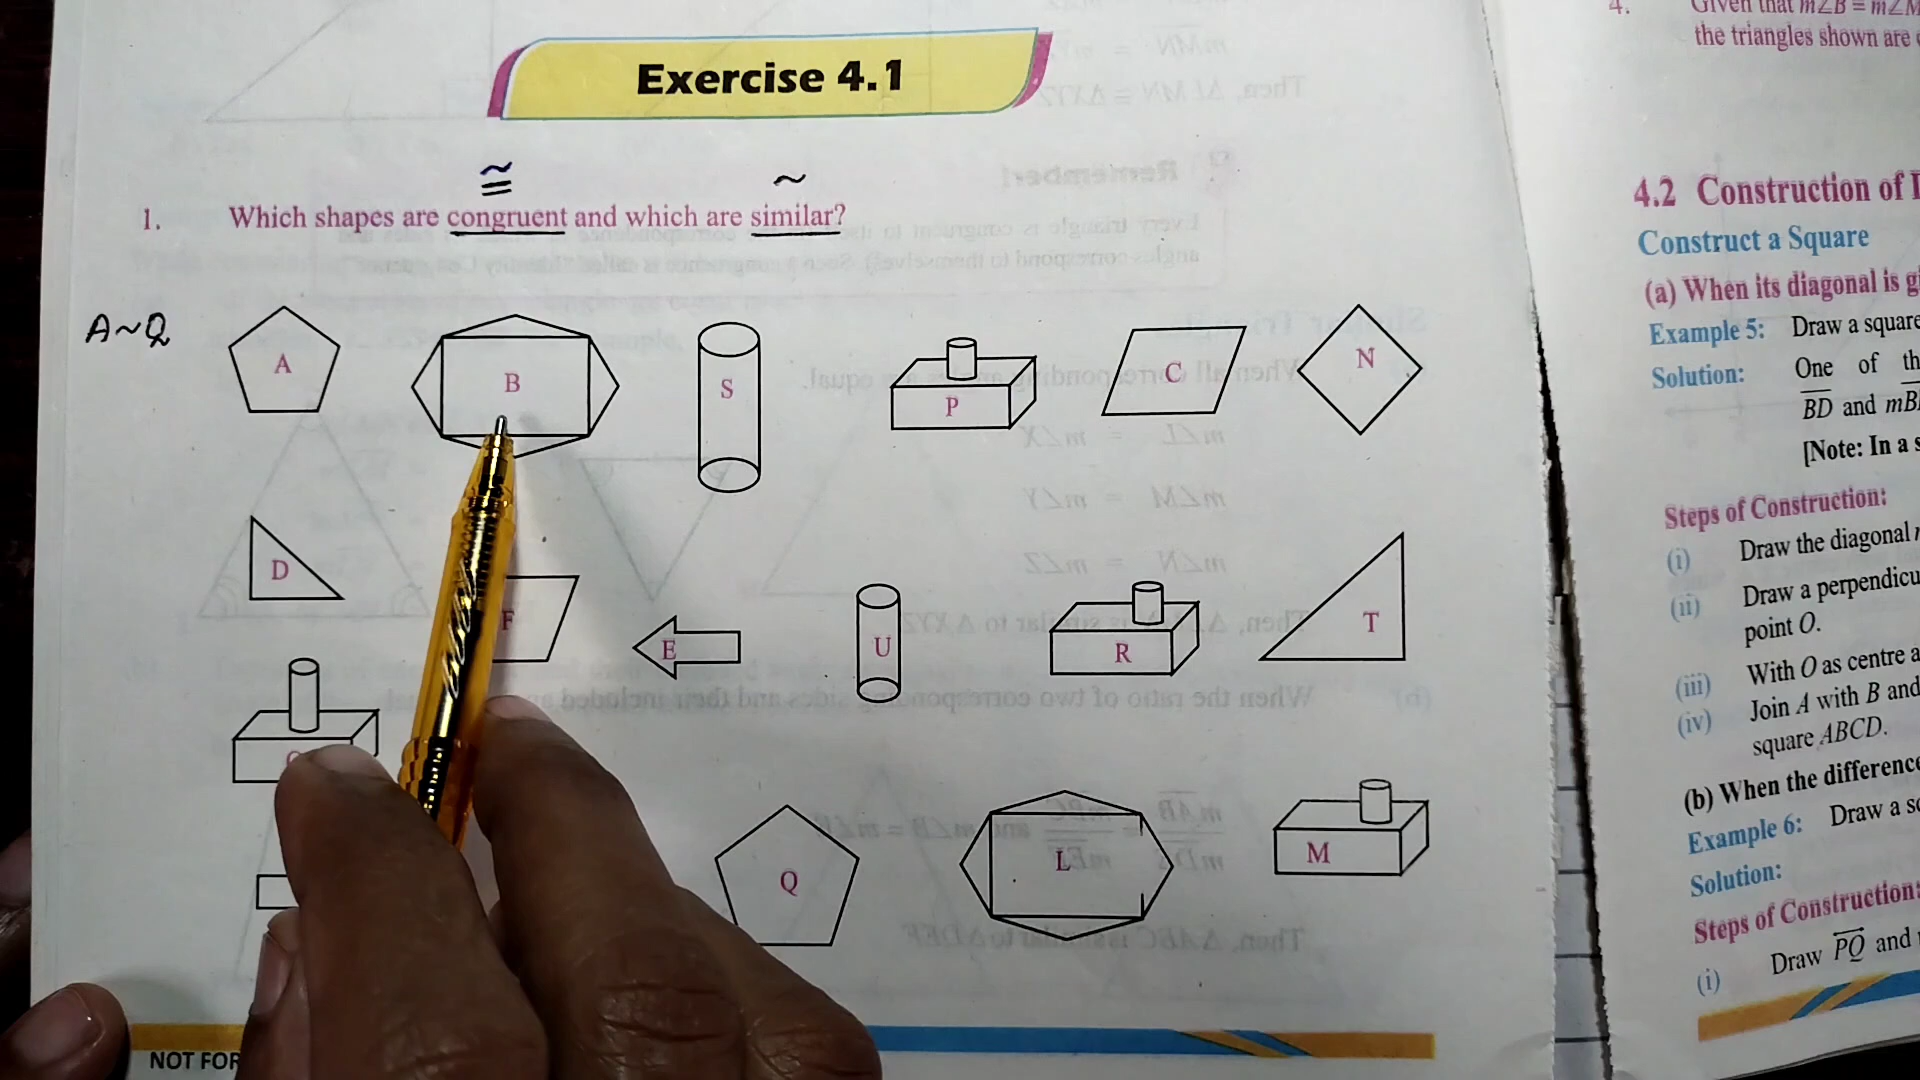 Exercise 4.1
≅ ~
1. Which shapes are congruent and which are similar?
A~Q
A B S P C N
D F E U R T
Q L M
NOT FOR
4. Given that m∠B = m∠M
the triangles shown are
4.2 Construction of
Construct a Square
(a) When its diagonal is
Example 5: Draw a square
Solution: One of
BD and
[Note: In a
Steps of Construction:
(i) Draw the diagonal
(ii) Draw a
point O.
(iii) With O as centre
(iv) Join A with B and
square ABCD.
(b) When the difference
Example 6: Draw a
Solution:
Steps of Construction:
(i) Draw PQ and